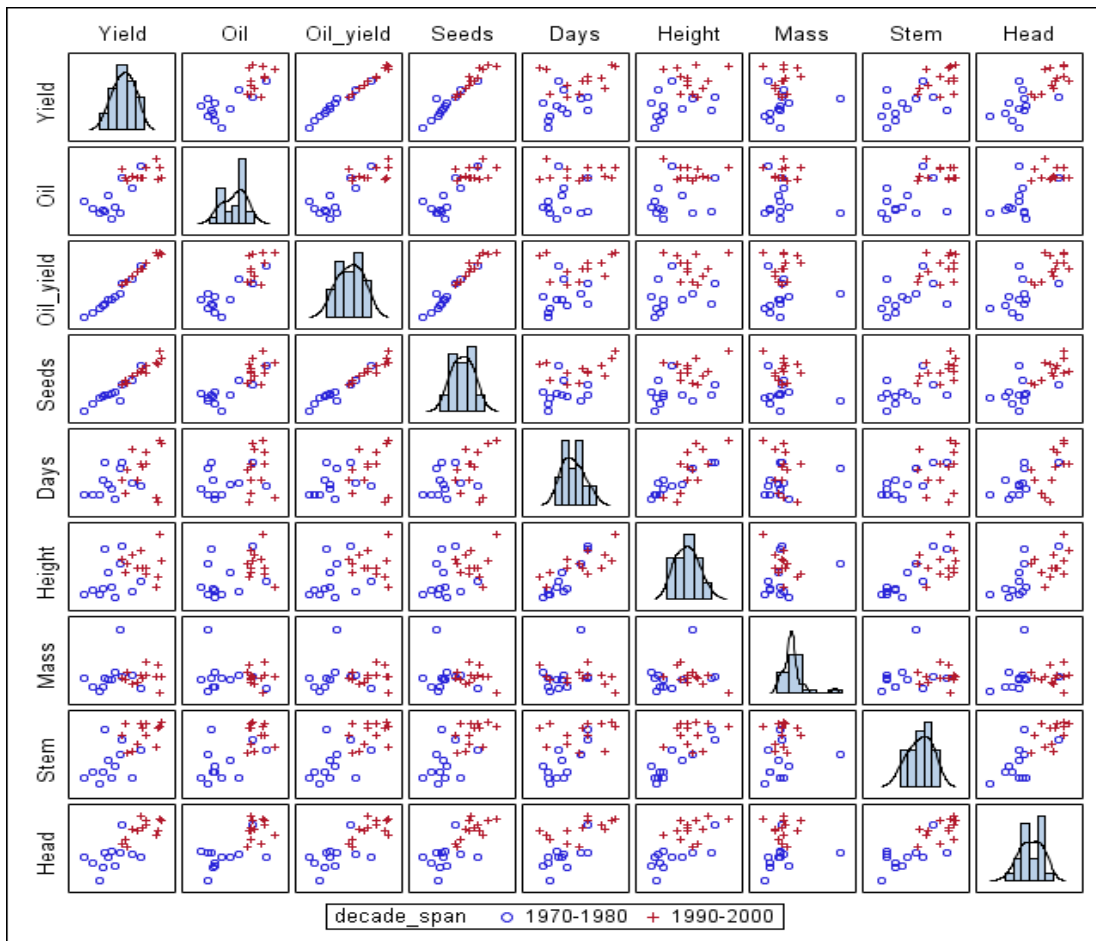 Yield Oil Oil_yield Seeds Days Height Mass Stem Head
Yield
Oil
Oil_yield
Seeds
Days
Height
Mass
Stem
Head
decade_span 1970-1980 1990-2000